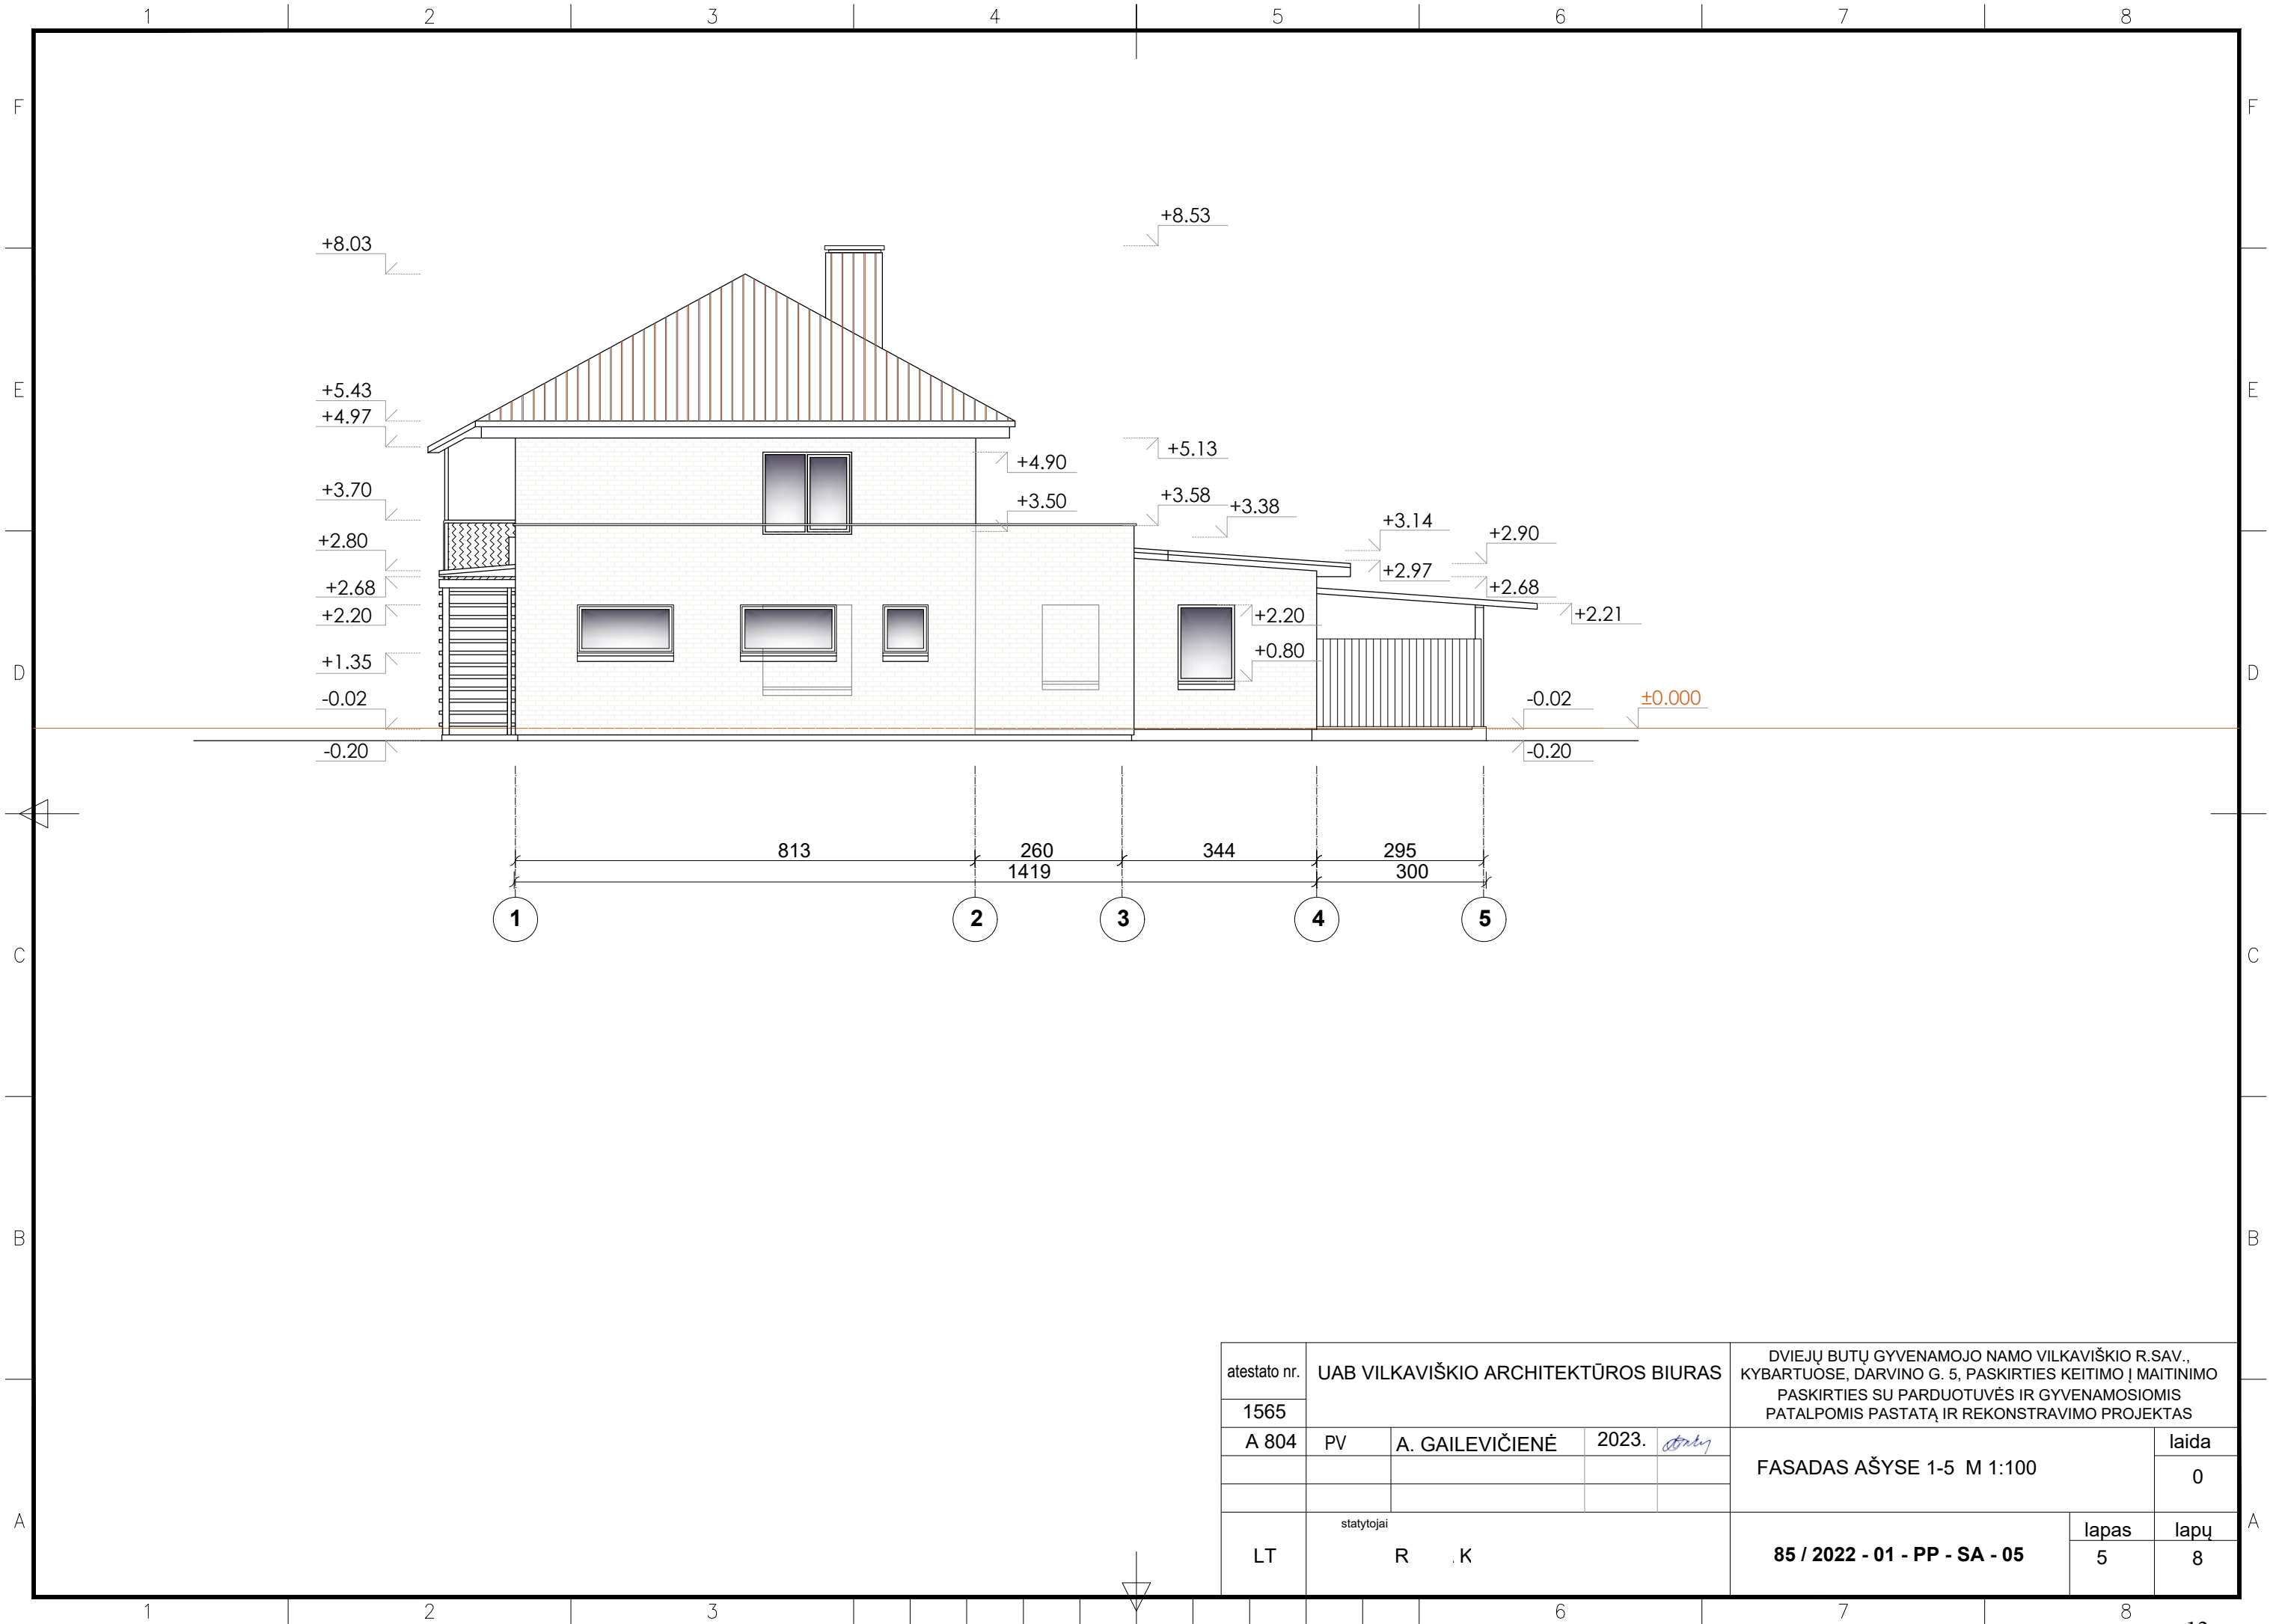 1 2 3 4 5 6 7 8
F F
+8.53
+8.03
E E
+5.43
+4.97
+5.13
+4.90
+3.70
+3.50
+3.58
+3.38
+3.14
+2.90
+2.80
+2.97
+2.68
+2.68
+2.20
+2.20
+2.21
+1.35
+0.80
D D
-0.02
-0.02
±0.000
-0.20
-0.20
813 260 344 295
1419 300
1 2 3 4 5
C C
B B
atestato nr.
1565
UAB VILKAVIŠKIO ARCHITEKTŪROS BIURAS
DVIEJŲ BUTŲ GYVENAMOJO NAMO VILKAVIŠKIO R.SAV.,
KYBARTUOSE, DARVINO G. 5, PASKIRTIES KEITIMO Į MAITINIMO
PASKIRTIES SU PARDUOTUVĖS IR GYVENAMOSIOMIS
PATALPOMIS PASTATĄ IR REKONSTRAVIMO PROJEKTAS
A 804 PV A. GAILEVIČIENĖ 2023.
FASADAS AŠYSE 1-5 M 1:100
laida
0
A A
statytojai
LT R . K
85 / 2022 - 01 - PP - SA - 05
lapas lapų
5 8
1 2 3 6 7 8